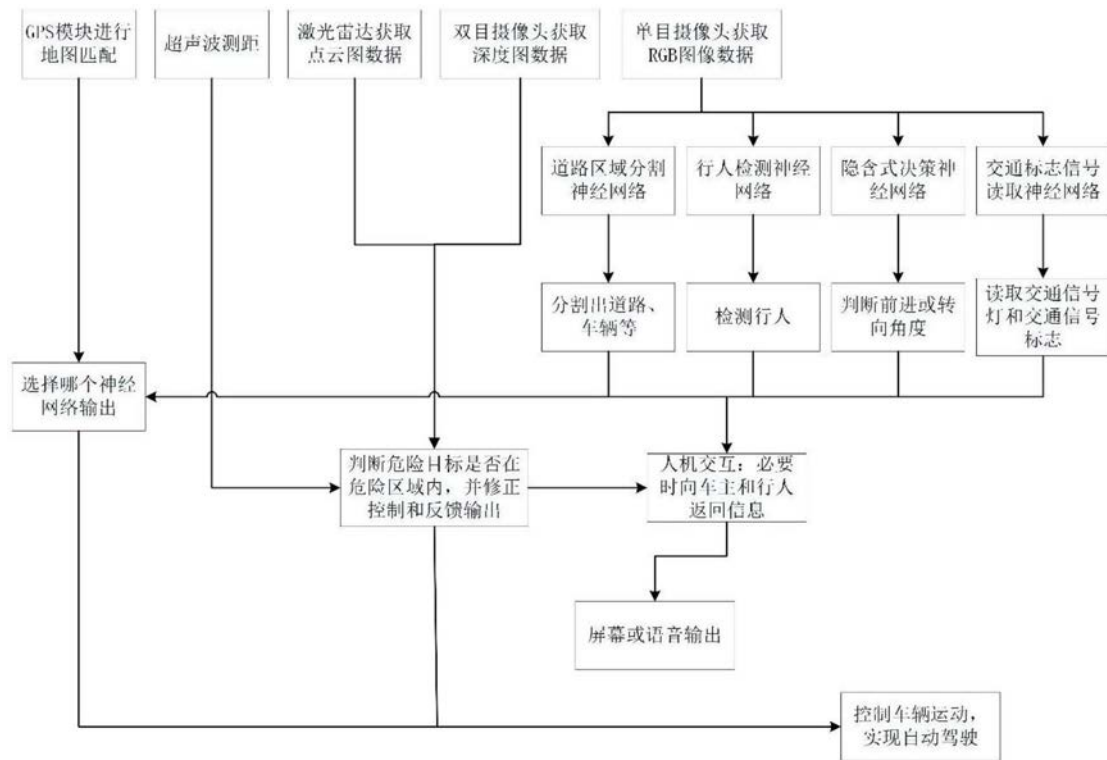 GPS模块进行
地图匹配
超声波测距
激光雷达获取
点云图数据
双目摄像头获取
深度图数据
单目摄像头获取
RGB图像数据
道路区域分割
神经网络
行人检测神经
网络
隐含式决策神
经网络
交通标志信号
读取神经网络
分割出道路、
车辆等
检测行人
判断前进或转
向角度
读取交通信号
灯和交通信号
标志
选择哪个神经
网络输出
判断危险目标是否在
危险区域内，并修正
控制和反馈输出
人机交互：必要
时向车主和行人
返回信息
屏幕或语音输出
控制车辆运动，
实现自动驾驶